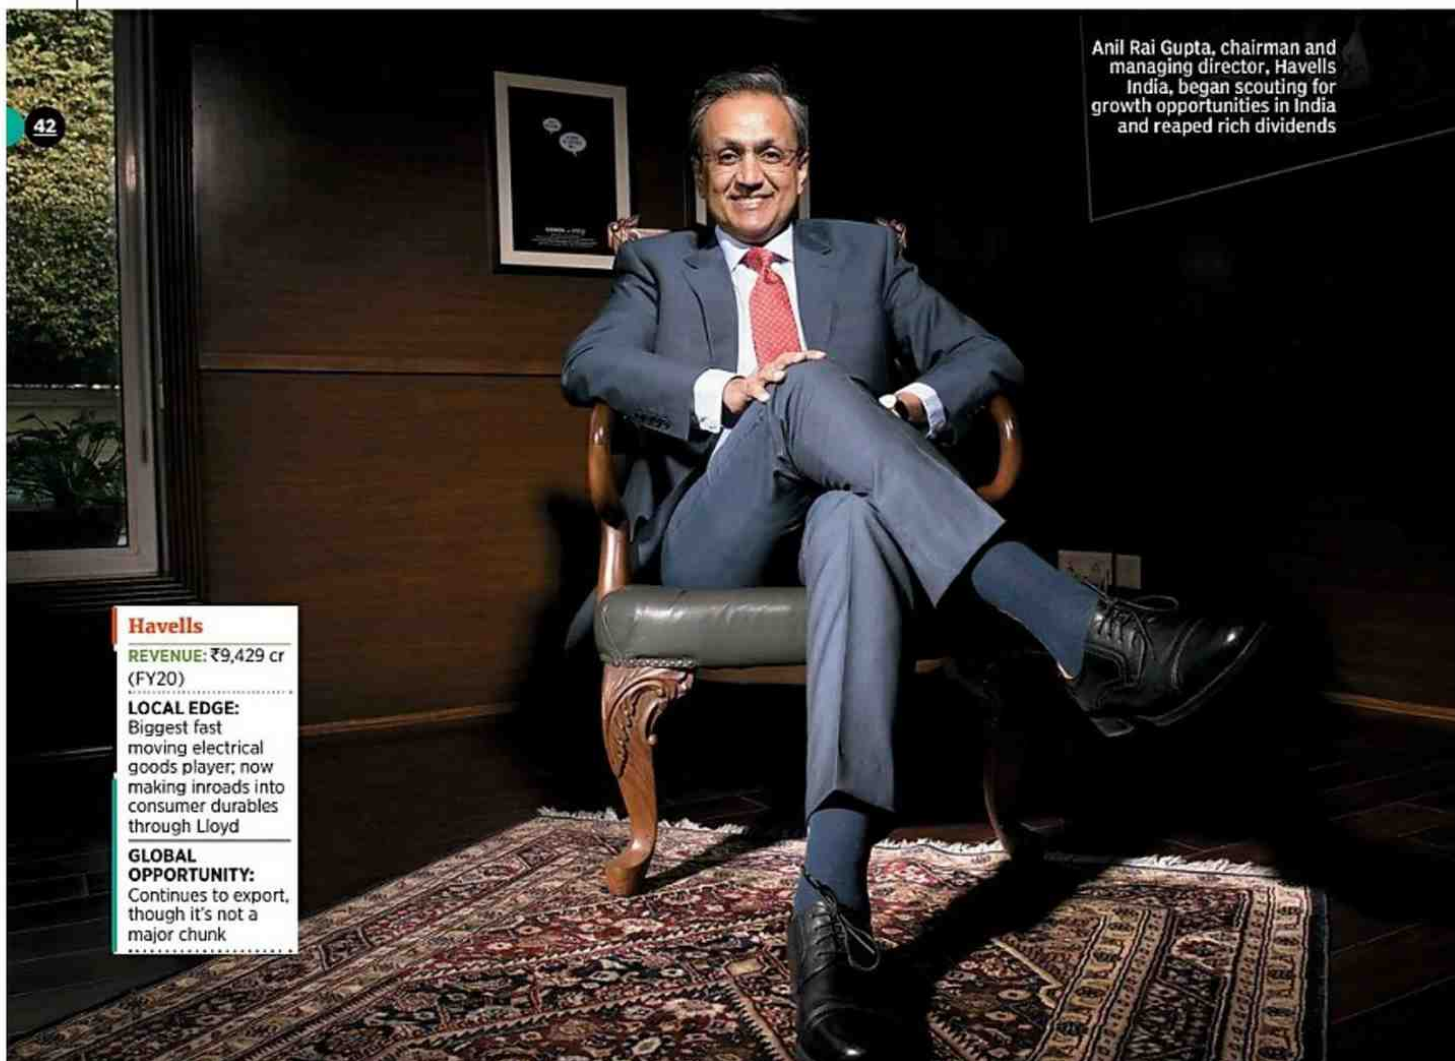 42
Anil Rai Gupta, chairman and
managing director, Havells
India, began scouting for
growth opportunities in India
and reaped rich dividends
Havells
REVENUE: ₹9,429 cr
(FY20)
LOCAL EDGE:
Biggest fast
moving electrical
goods player; now
making inroads into
consumer durables
through Lloyd
GLOBAL
OPPORTUNITY:
Continues to export,
though it's not a
major chunk